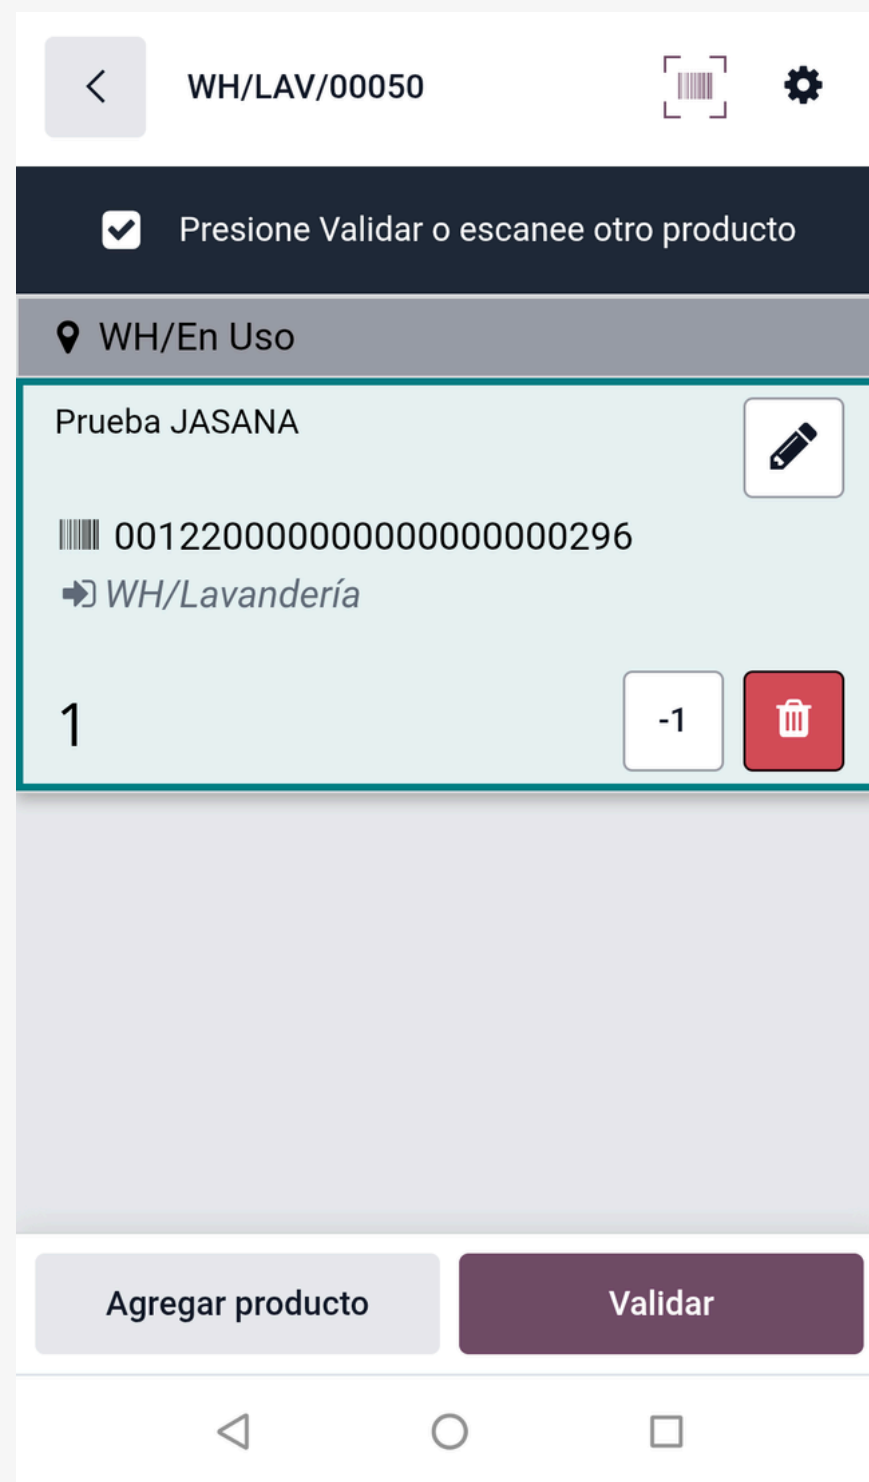 WH/LAV/00050
Presione Validar o escanee otro producto
WH/En Uso
Prueba JASANA
001220000000000000000296
WH/Lavandería
1
-1
Agregar producto
Validar